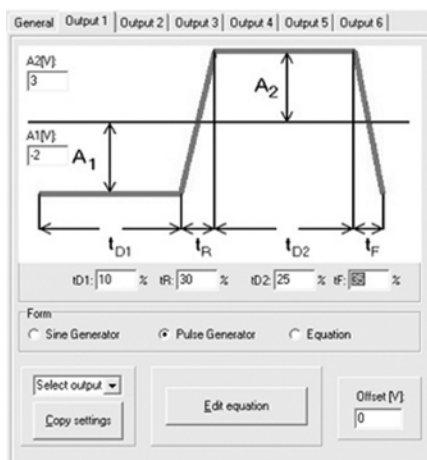 General Output 1 Output 2 Output 3 Output 4 Output 5 Output 6
A2[V]:
3
A2
A1[V]:
-2
A1
tD1 tR tD2 tF
tD1: 10 % tR: 30 % tD2: 25 % tF: 35 %
Form
Sine Generator Pulse Generator Equation
Select output
Copy settings
Edit equation
Offset [V]:
0